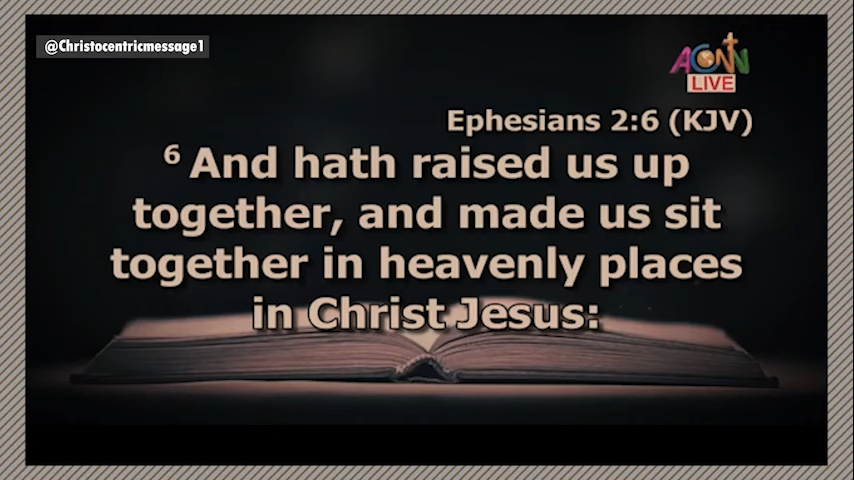 @Christocentricmessage1
ACNN
LIVE
Ephesians 2:6 (KJV)
6 And hath raised us up
together, and made us sit
together in heavenly places
in Christ Jesus: